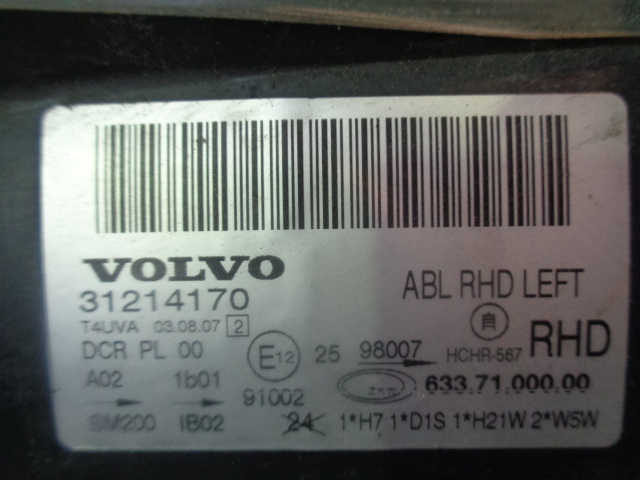 VOLVO
31214170
ABL RHD LEFT
T4UVA 03.08.07 2
自
RHD
DCR PL 00
E12 25 98007
HCHR-567
A02 1b01
91002
ZKW
633.71.000.00
SM200 IB02
24 1*H7 1*D1S 1*H21W 2*W5W